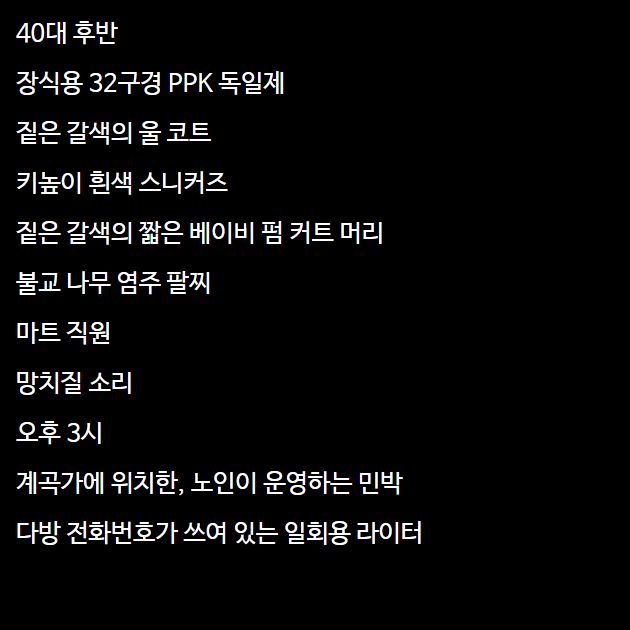 40대 후반
장식용 32구경 PPK 독일제
짙은 갈색의 울 코트
키높이 흰색 스니커즈
짙은 갈색의 짧은 베이비 펌 커트 머리
불교 나무 염주 팔찌
마트 직원
망치질 소리
오후 3시
계곡가에 위치한, 노인이 운영하는 민박
다방 전화번호가 쓰여 있는 일회용 라이터